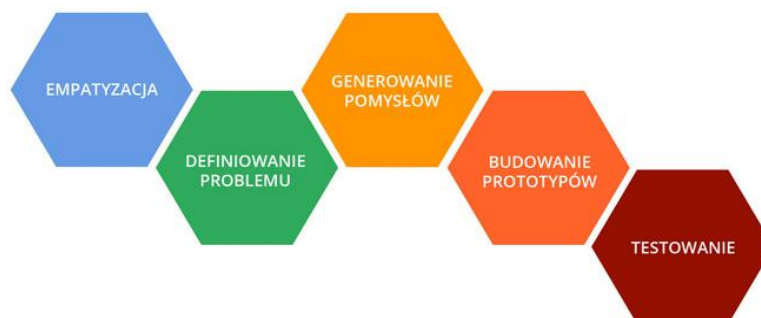 EMPATYZACJA
DEFINIOWANIE
PROBLEMU
GENEROWANIE
POMYSŁÓW
BUDOWANIE
PROTOTYPÓW
TESTOWANIE